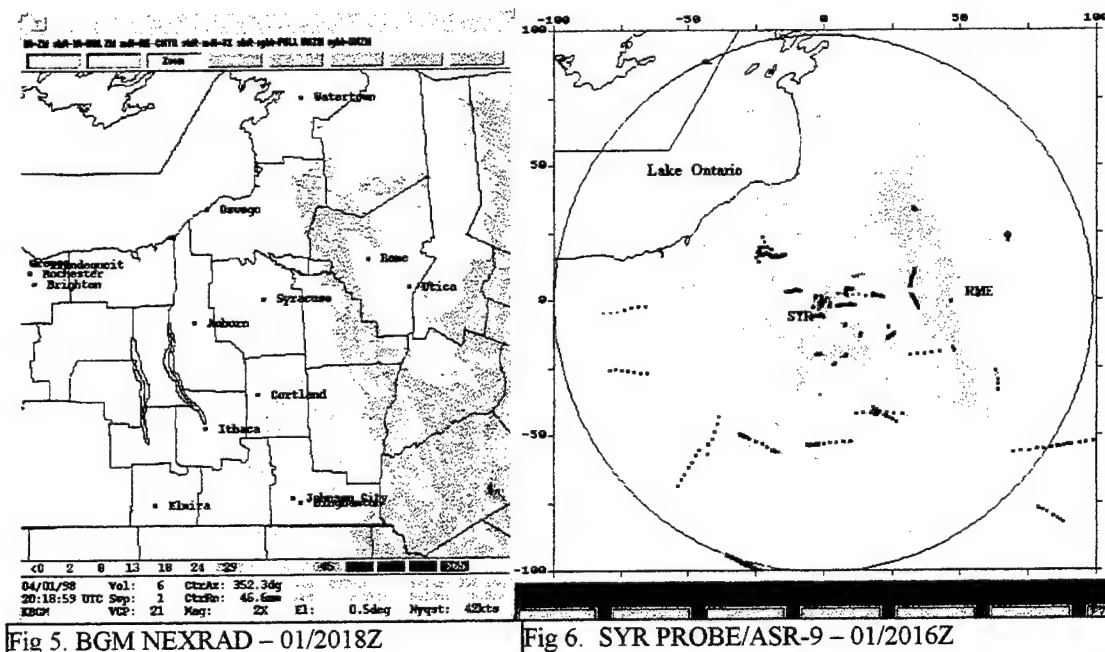 Zoom
Watertown
Oswego
Rome
Rochester
Utica
Brighton
Syracuse
Auburn
Cortland
Ithaca
Johnson City
Elmira
<0 2 8 13 18 24 29
04/01/98 Vol: 6 CtrAz: 352.3dg
20:18:59 UTC Swp: 1 CtrRn: 46.6nm
KBGM VCP: 21 Mag: 2X El: 0.5deg Nyqst: 42kts
Fig 5. BGM NEXRAD – 01/2018Z
-100 -50 0 50
-100
50
0
-50
-100
Lake Ontario
RME
SYR
Fig 6. SYR PROBE/ASR-9 – 01/2016Z